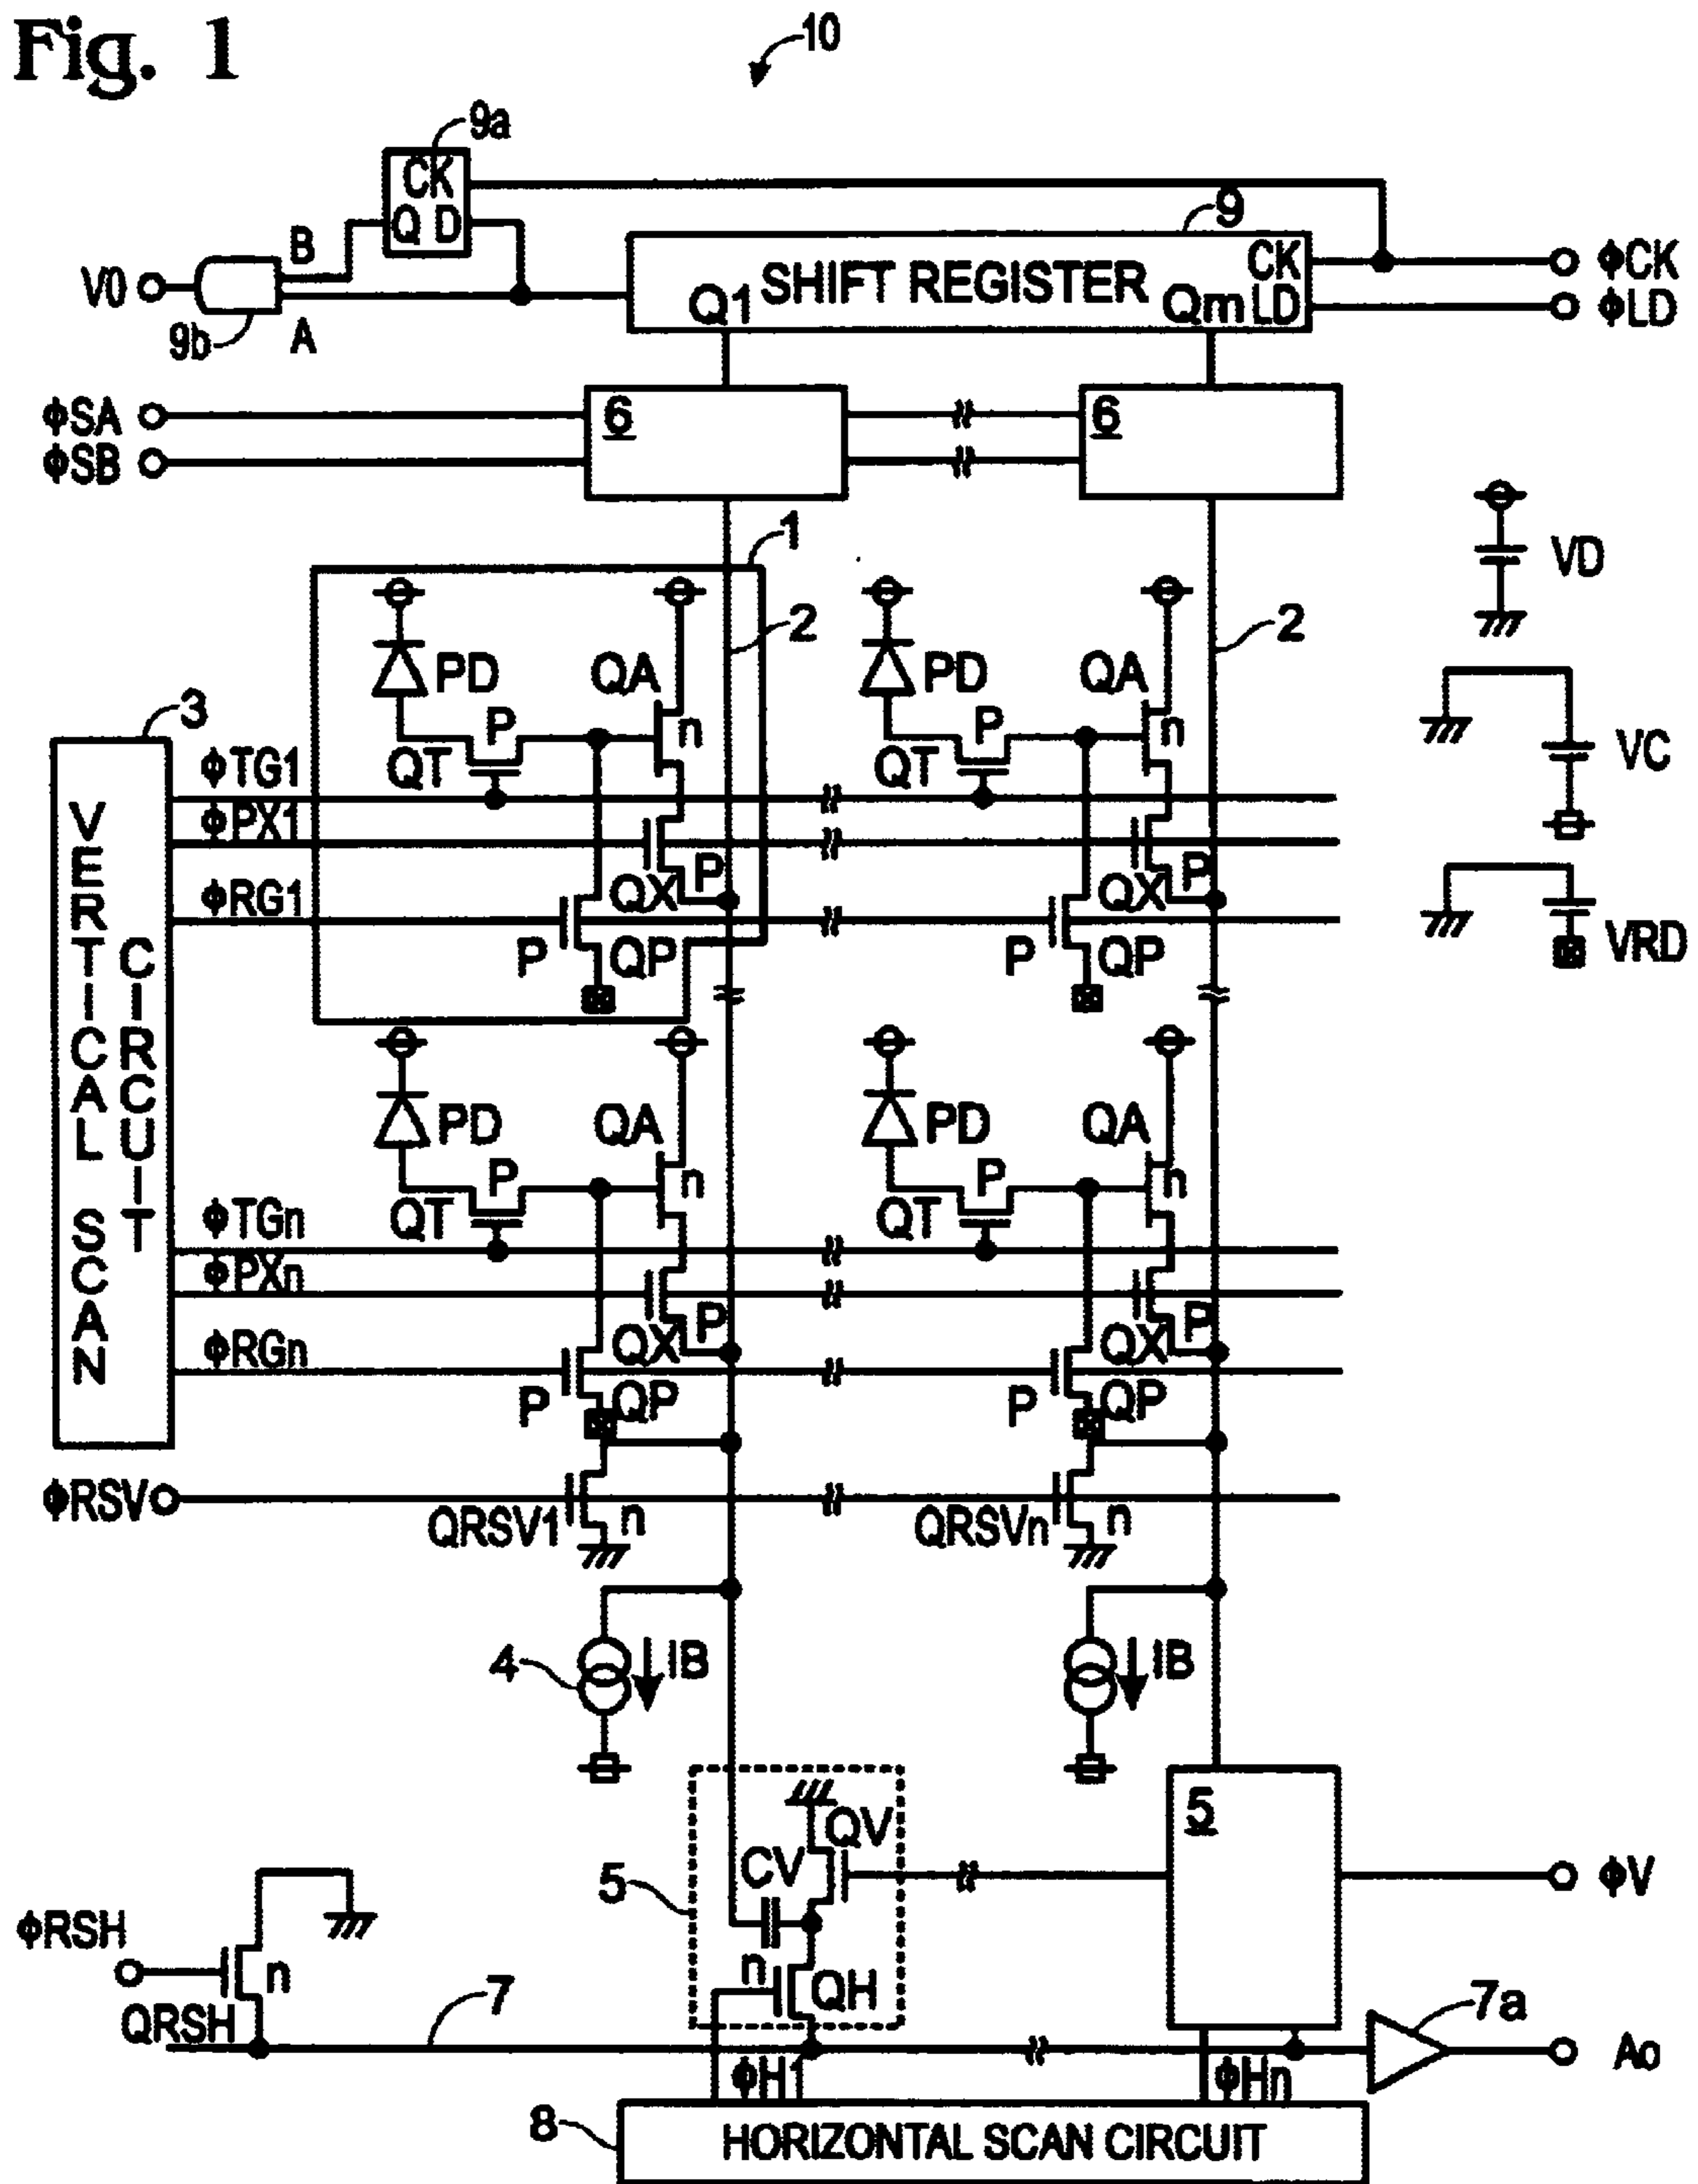 Fig. 1
10
9a
CK
Q D
9
B
V0
A
9b
SHIFT REGISTER
Q1
Qm
CK
LD
ϕCK
ϕLD
ϕSA
ϕSB
6
6
1
2
2
VD
VC
VRD
3
VERTICAL SCAN
CIRCUIT
PD
QA
PD
QA
P
n
P
n
QT
QT
ϕTG1
ϕPX1
P
P
QX
QX
ϕRG1
P
QP
P
QP
PD
QA
PD
QA
P
n
P
n
QT
QT
ϕTGn
ϕPXn
P
P
QX
QX
ϕRGn
P
QP
P
QP
ϕRSV
QRSV1
n
QRSVn
n
4
IB
IB
5
QV
CV
5
ϕV
ϕRSH
n
QRSH
7
n
QH
7a
Ao
ϕH1
ϕHn
8
HORIZONTAL SCAN CIRCUIT